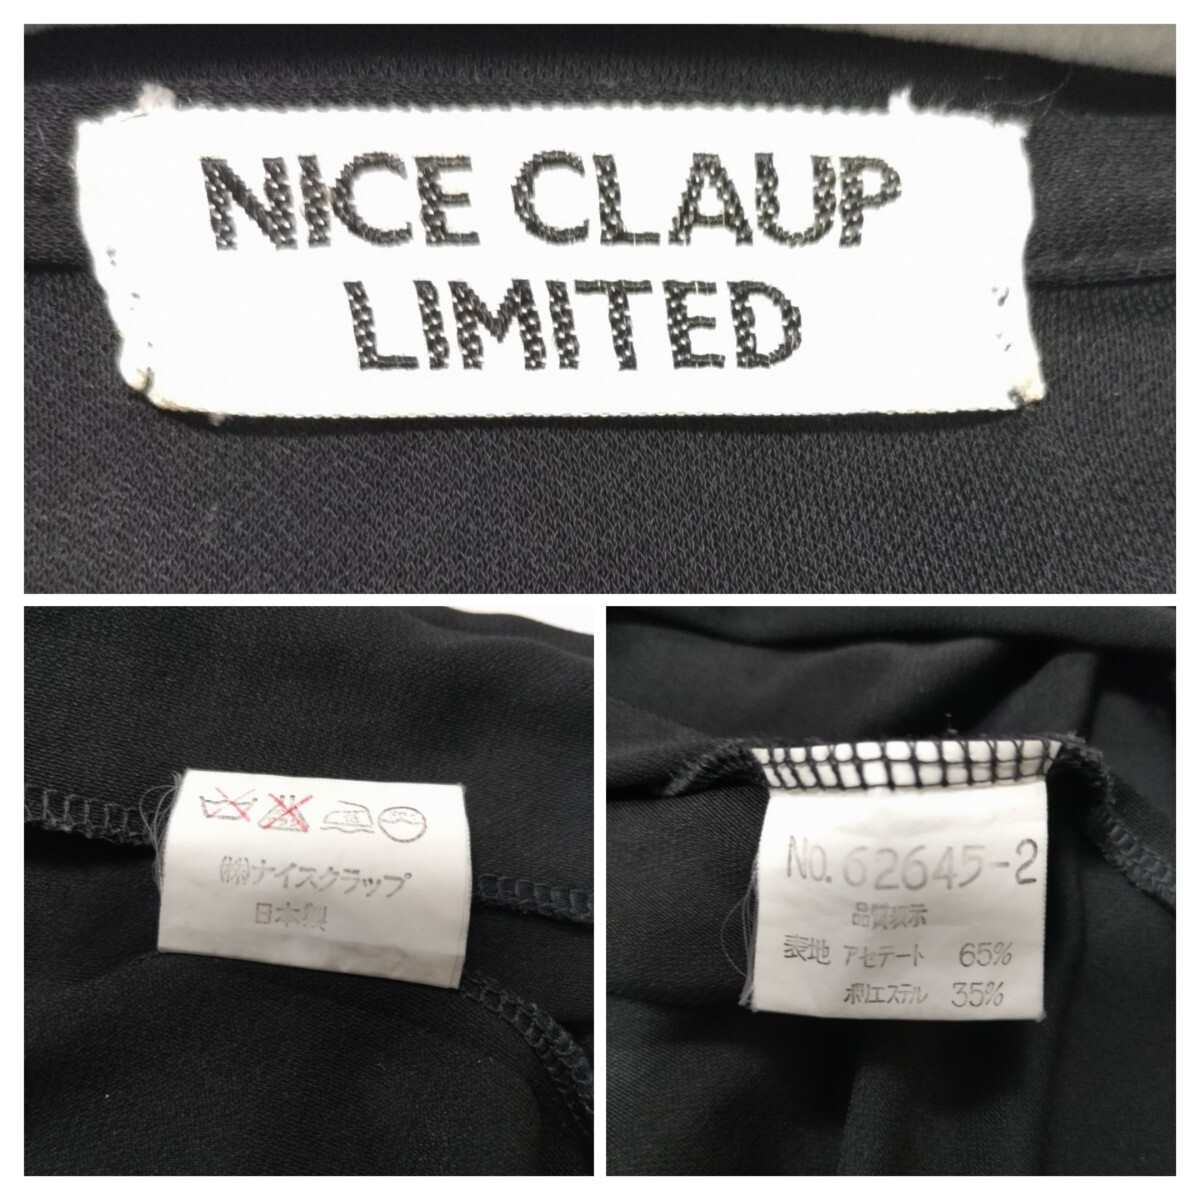 NICE CLAUP
LIMITED
(株)ナイスクラップ
日本製
NO. 62645-2
品質表示
表地 アセテート 65%
ポリエステル 35%